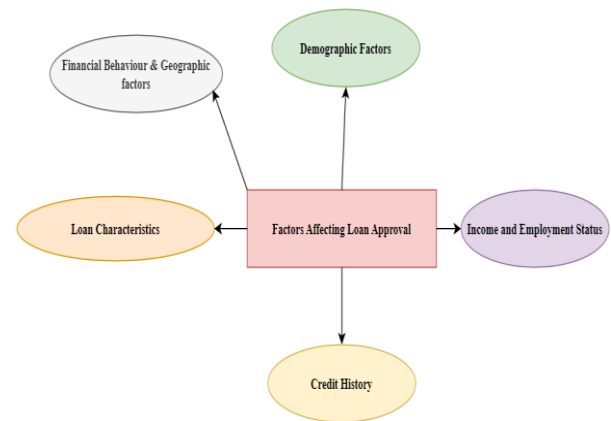 Demographic Factors
Financial Behaviour & Geographic
factors
Loan Characteristics
Factors Affecting Loan Approval
Income and Employment Status
Credit History